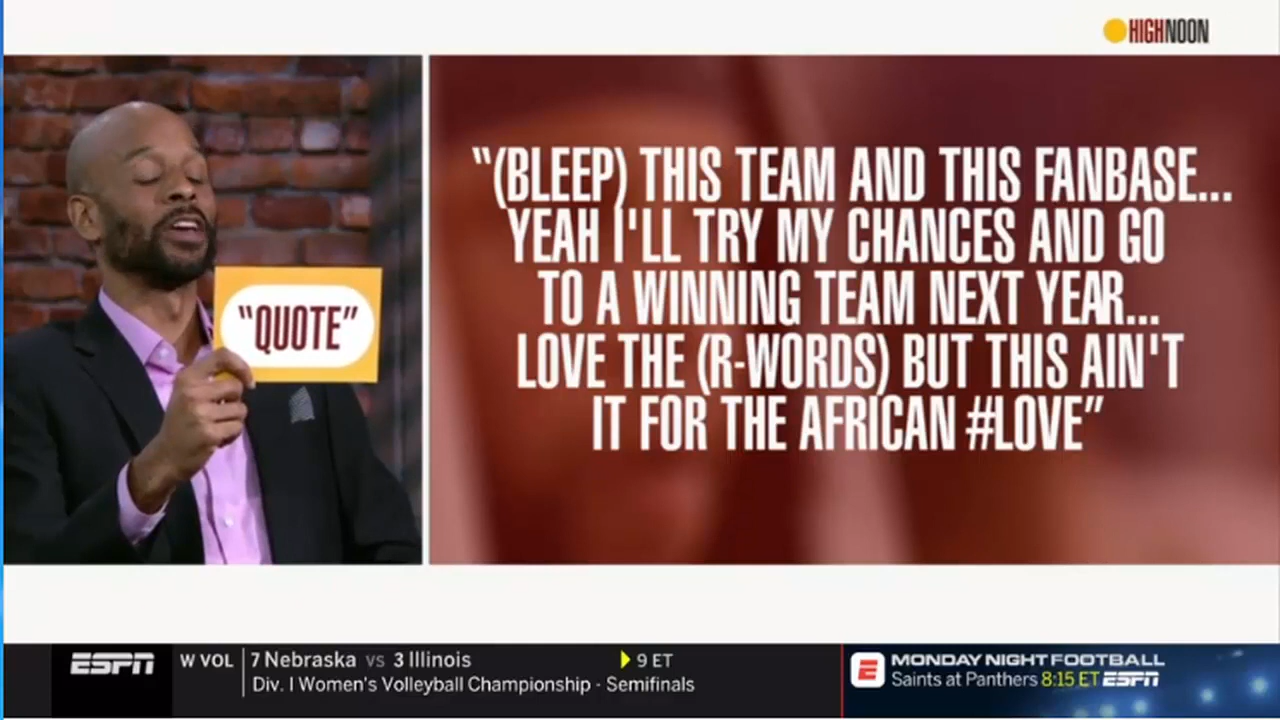 HIGHNOON
"(BLEEP) THIS TEAM AND THIS FANBASE...
YEAH I'LL TRY MY CHANCES AND GO
TO A WINNING TEAM NEXT YEAR...
LOVE THE (R-WORDS) BUT THIS AIN'T
IT FOR THE AFRICAN #LOVE"
"QUOTE"
ESPN
W VOL
7 Nebraska vs 3 Illinois
9 ET
Div. I Women's Volleyball Championship - Semifinals
E
MONDAY NIGHT FOOTBALL
Saints at Panthers 8:15 ET ESPN